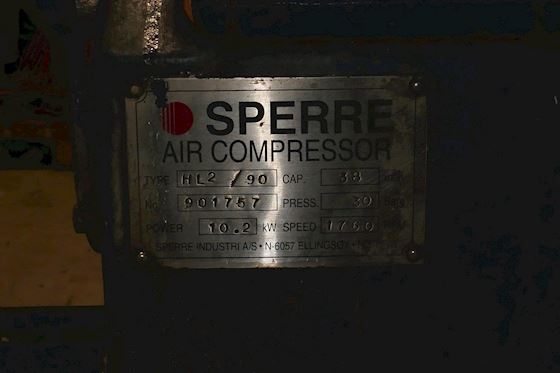 SPERRE
AIR COMPRESSOR
TYPE HL2 /90 CAP. 38
NO. 901757 PRESS. 30
POWER 10.2 kW SPEED 1760
SPERRE INDUSTRI A/S • N-6057 ELLINGSØY •